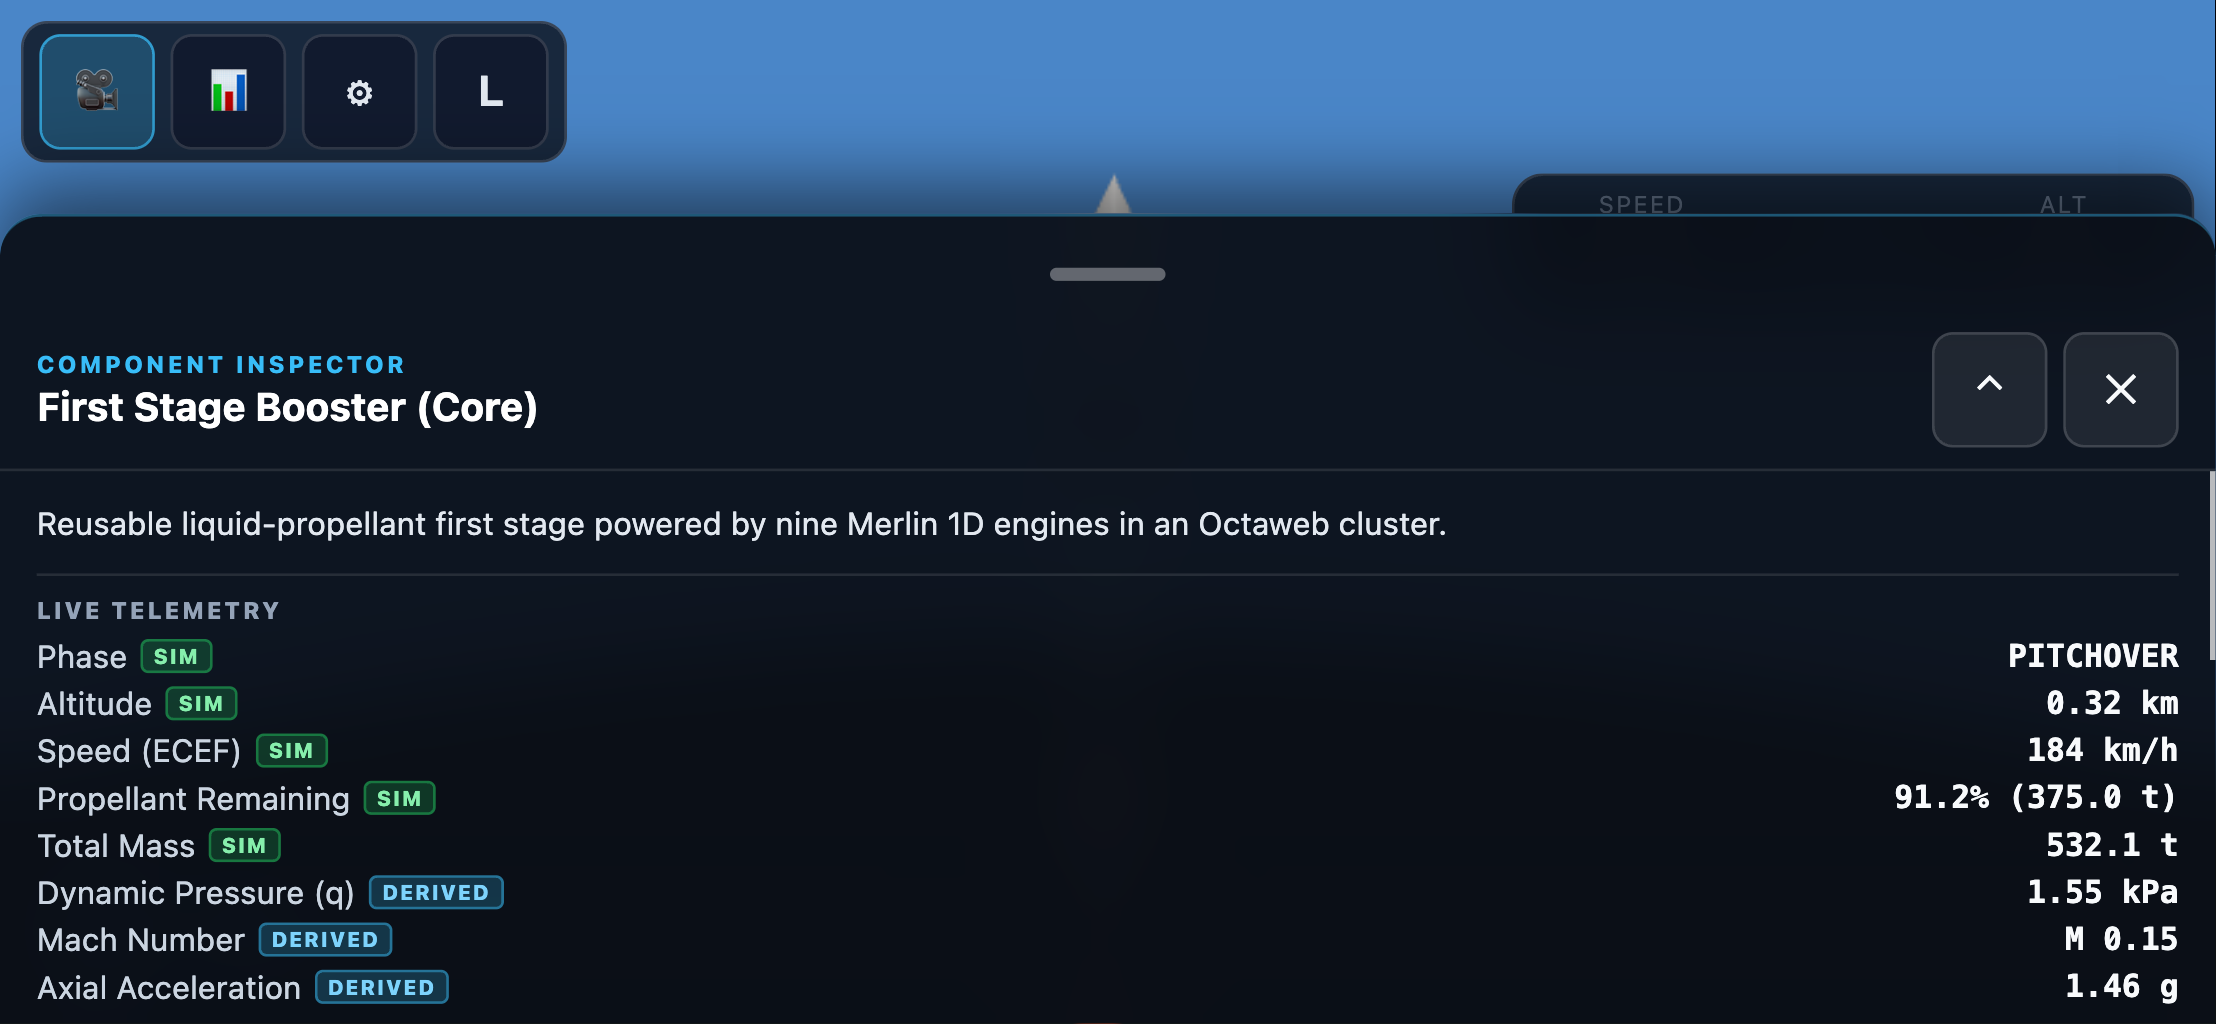 L
SPEED ALT
COMPONENT INSPECTOR
First Stage Booster (Core)
Reusable liquid-propellant first stage powered by nine Merlin 1D engines in an Octaweb cluster.
LIVE TELEMETRY
Phase SIM PITCHOVER
Altitude SIM 0.32 km
Speed (ECEF) SIM 184 km/h
Propellant Remaining SIM 91.2% (375.0 t)
Total Mass SIM 532.1 t
Dynamic Pressure (q) DERIVED 1.55 kPa
Mach Number DERIVED M 0.15
Axial Acceleration DERIVED 1.46 g